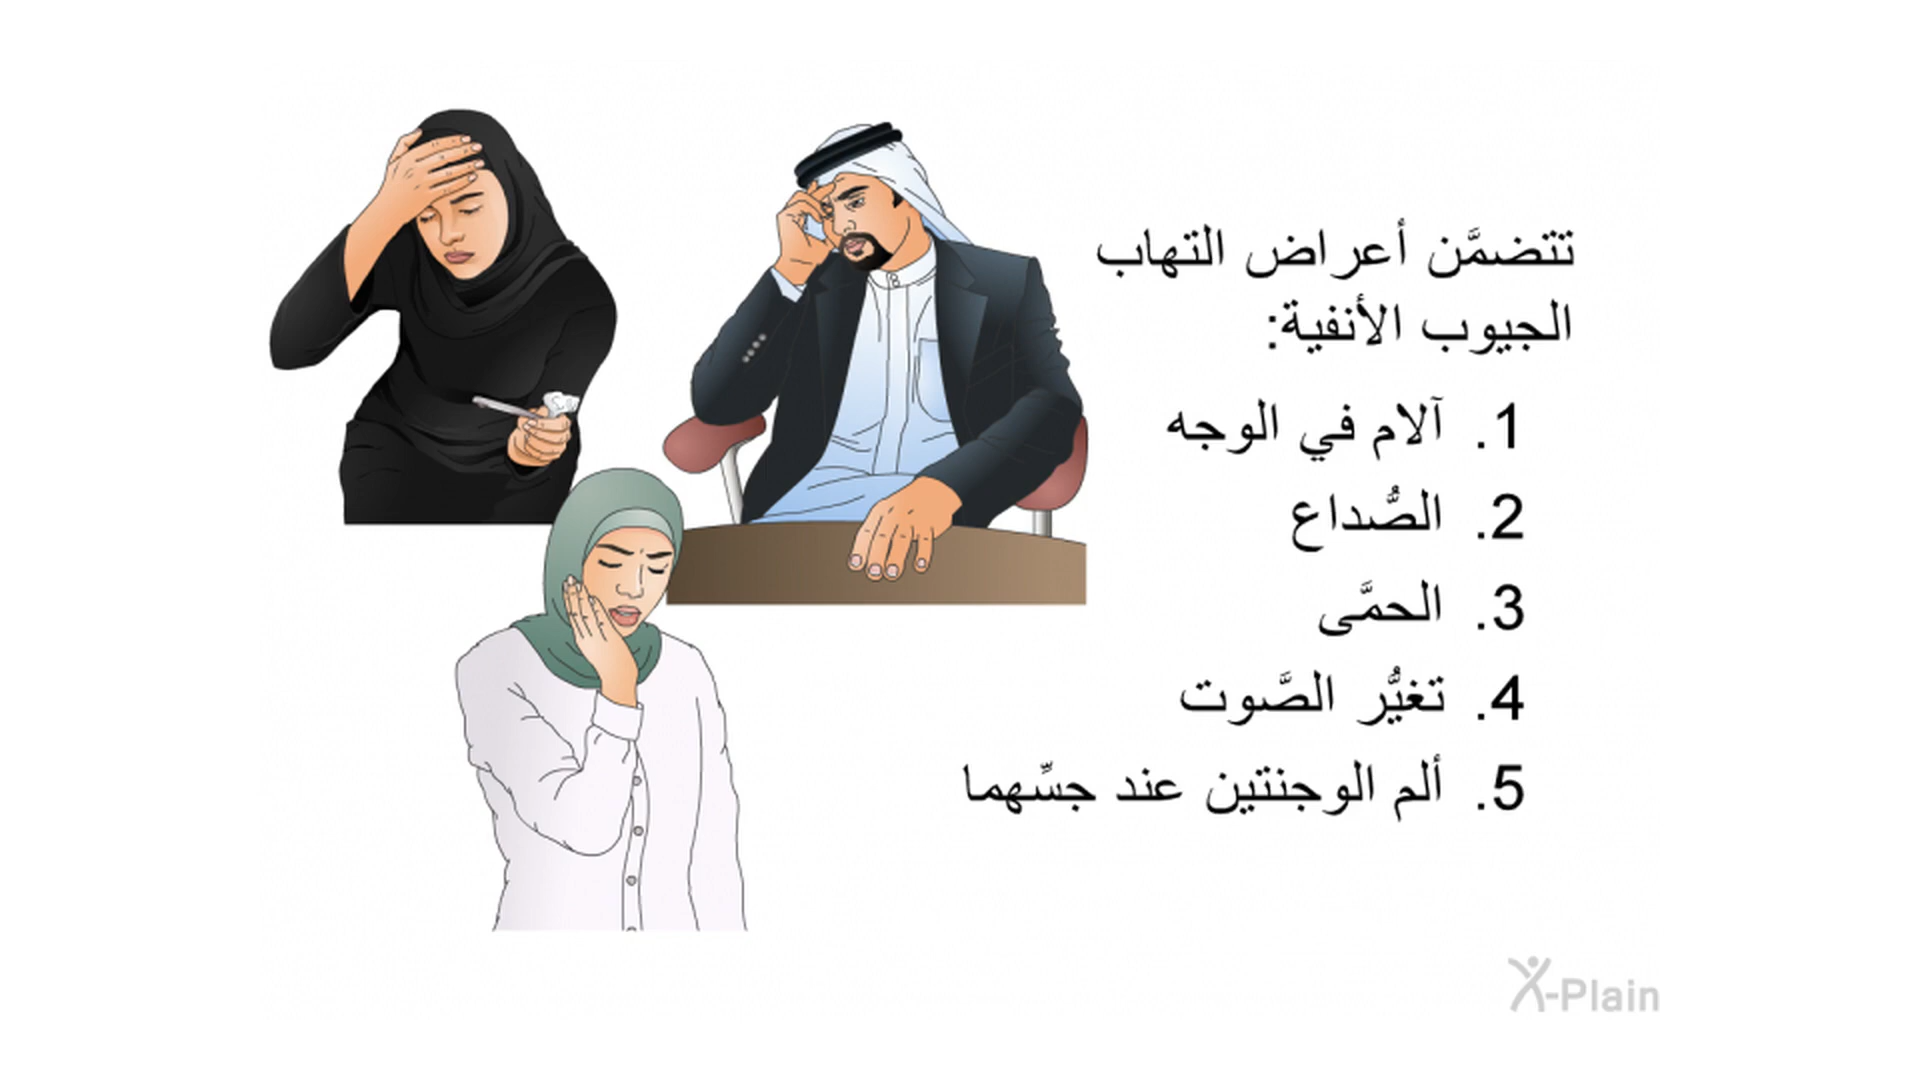 تتضمَّن أعراض التهاب
الجيوب الأنفية:
1. آلام في الوجه
2. الصُّداع
3. الحمَّى
4. تغيُّر الصَّوت
5. ألم الوجنتين عند جسِّهما
X-Plain